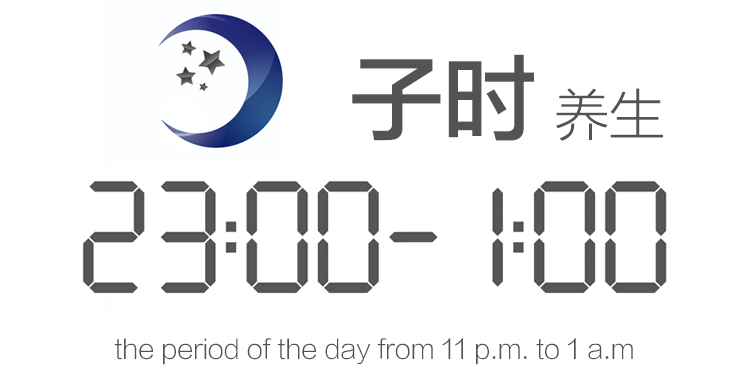 子时 养生
23:00-1:00
the period of the day from 11 p.m. to 1 a.m